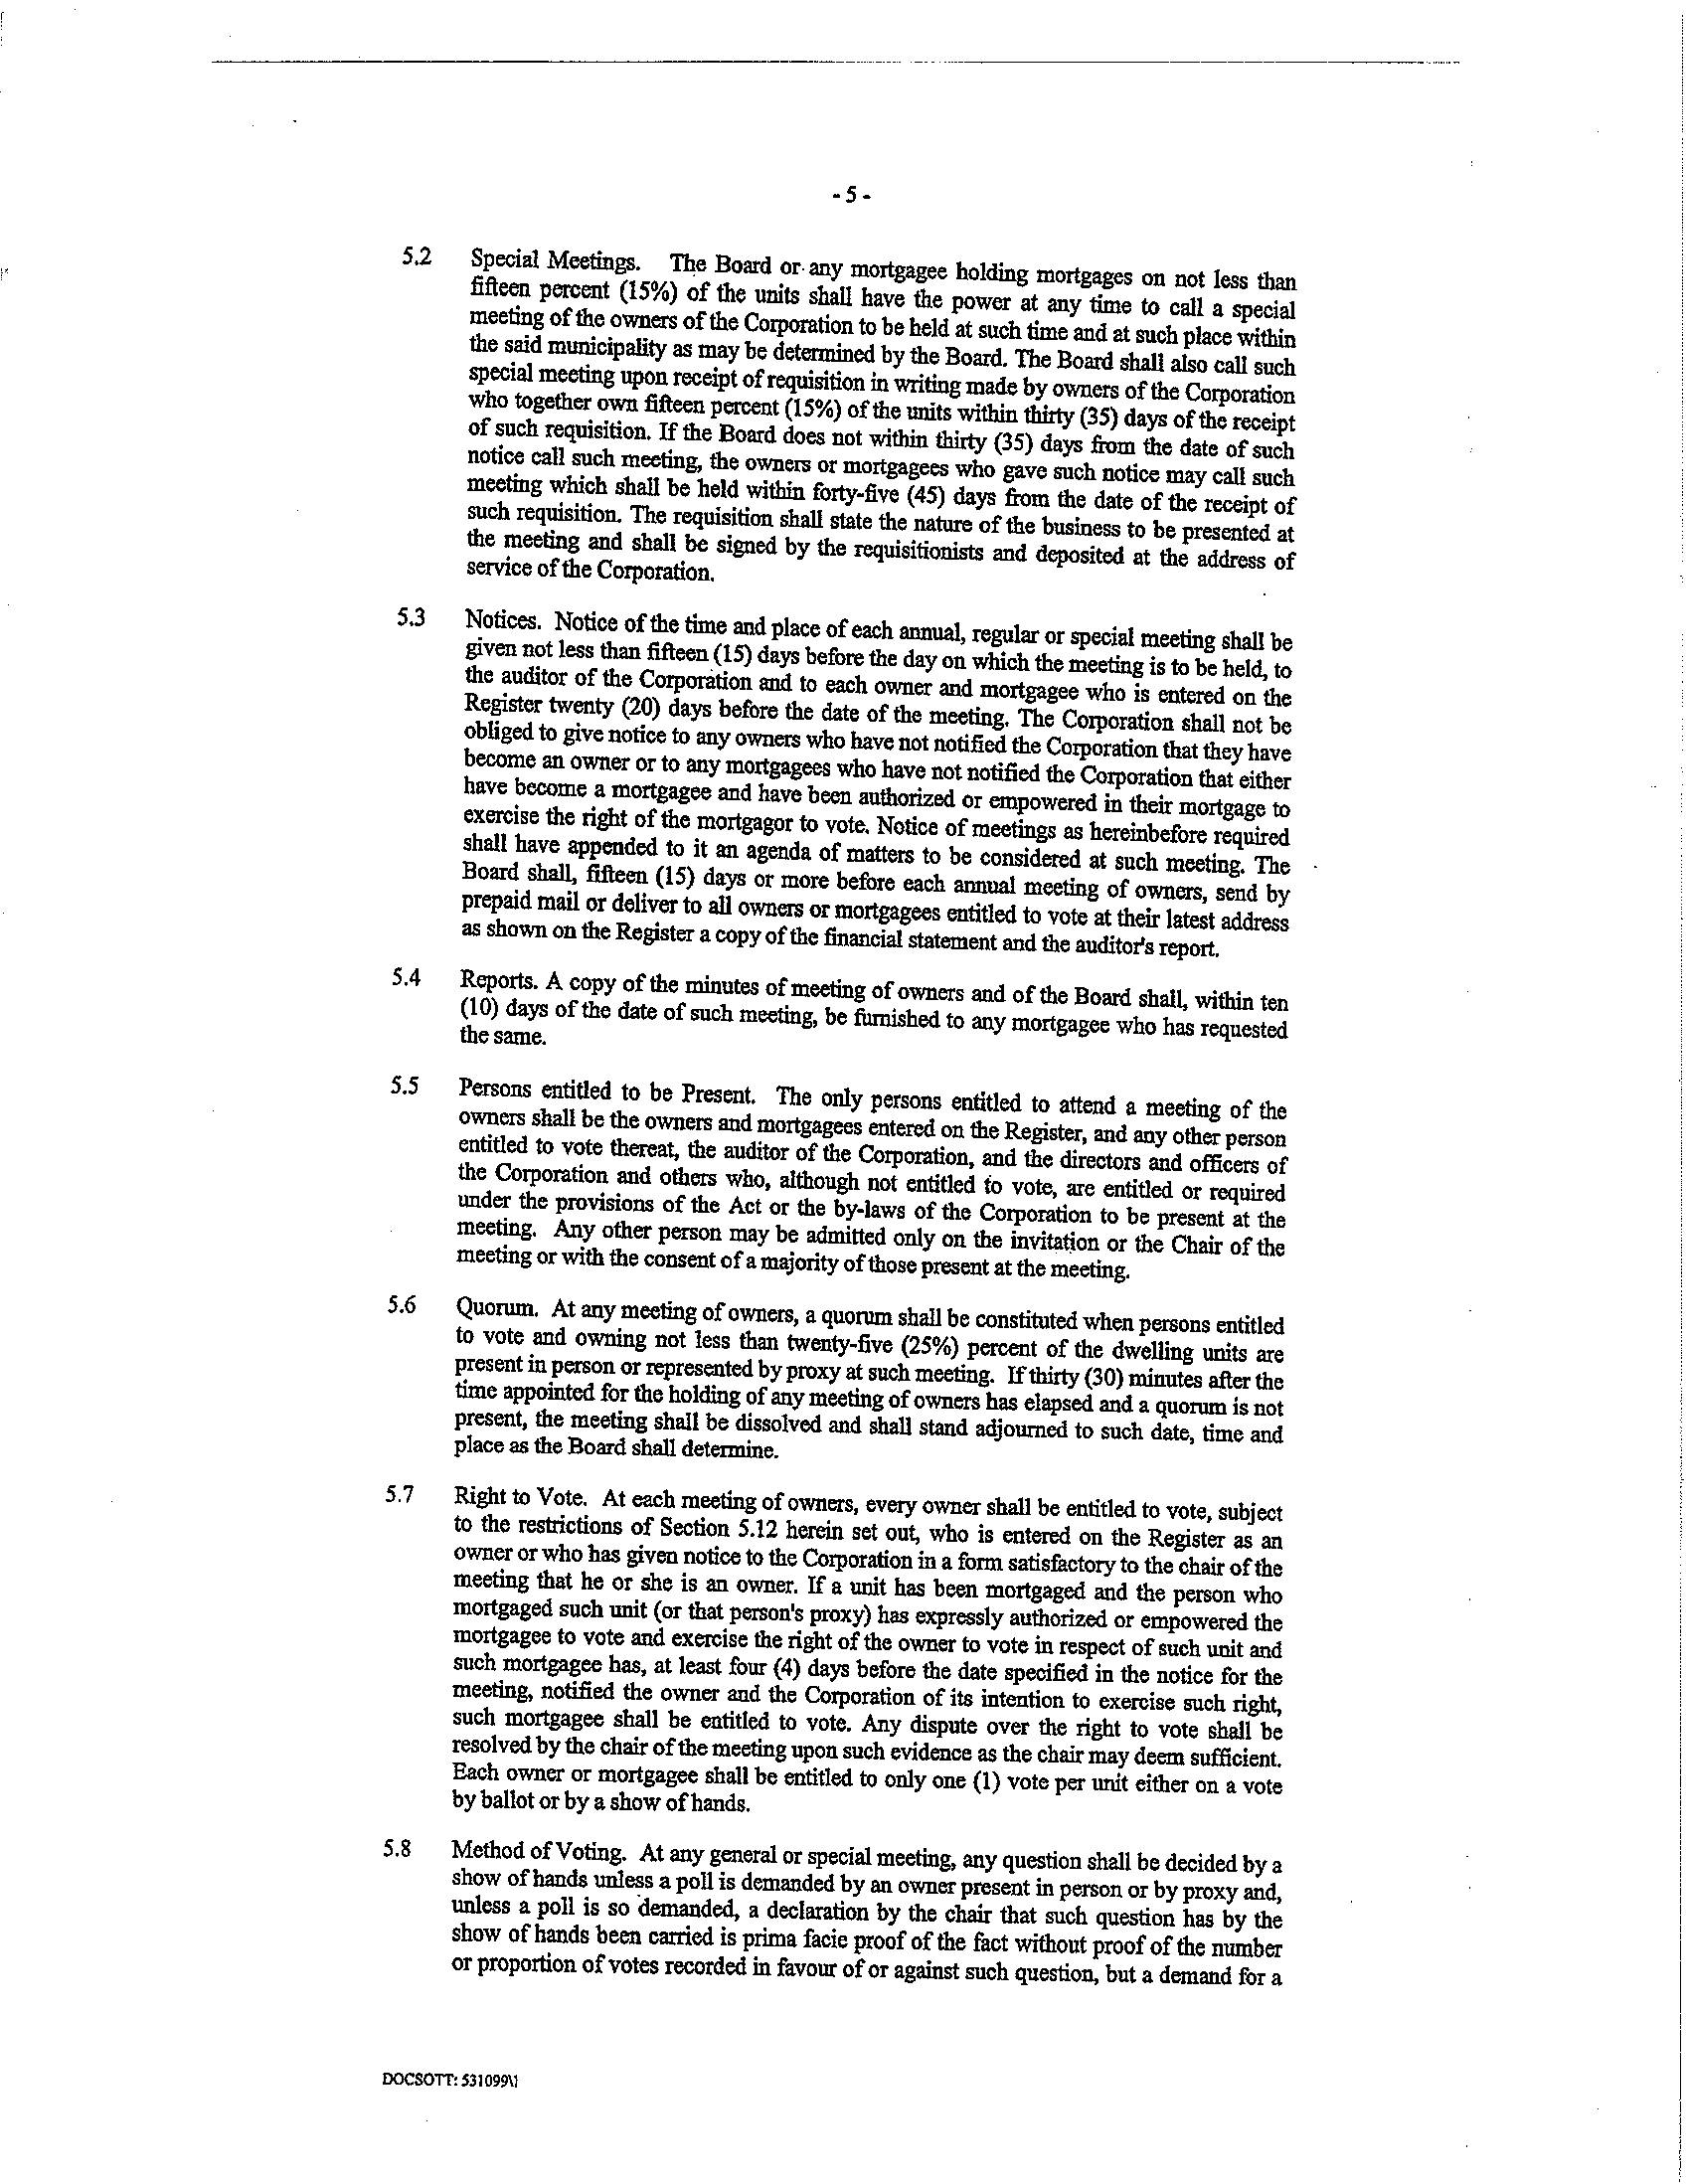 - 5 -
5.2 Special Meetings. The Board or any mortgagee holding mortgages on not less than
fifteen percent (15%) of the units shall have the power at any time to call a special
meeting of the owners of the Corporation to be held at such time and at such place within
the said municipality as may be determined by the Board. The Board shall also call such
special meeting upon receipt of requisition in writing made by owners of the Corporation
who together own fifteen percent (15%) of the units within thirty (35) days of the receipt
of such requisition. If the Board does not within thirty (35) days from the date of such
notice call such meeting, the owners or mortgagees who gave such notice may call such
meeting which shall be held within forty-five (45) days from the date of the receipt of
such requisition. The requisition shall state the nature of the business to be presented at
the meeting and shall be signed by the requisitionists and deposited at the address of
service of the Corporation.
5.3 Notices. Notice of the time and place of each annual, regular or special meeting shall be
given not less than fifteen (15) days before the day on which the meeting is to be held, to
the auditor of the Corporation and to each owner and mortgagee who is entered on the
Register twenty (20) days before the date of the meeting. The Corporation shall not be
obliged to give notice to any owners who have not notified the Corporation that they have
become an owner or to any mortgagees who have not notified the Corporation that either
have become a mortgagee and have been authorized or empowered in their mortgage to
exercise the right of the mortgagor to vote. Notice of meetings as hereinbefore required
shall have appended to it an agenda of matters to be considered at such meeting. The
Board shall, fifteen (15) days or more before each annual meeting of owners, send by
prepaid mail or deliver to all owners or mortgagees entitled to vote at their latest address
as shown on the Register a copy of the financial statement and the auditor's report.
5.4 Reports. A copy of the minutes of meeting of owners and of the Board shall, within ten
(10) days of the date of such meeting, be furnished to any mortgagee who has requested
the same.
5.5 Persons entitled to be Present. The only persons entitled to attend a meeting of the
owners shall be the owners and mortgagees entered on the Register, and any other person
entitled to vote thereat, the auditor of the Corporation, and the directors and officers of
the Corporation and others who, although not entitled to vote, are entitled or required
under the provisions of the Act or the by-laws of the Corporation to be present at the
meeting. Any other person may be admitted only on the invitation or the Chair of the
meeting or with the consent of a majority of those present at the meeting.
5.6 Quorum. At any meeting of owners, a quorum shall be constituted when persons entitled
to vote and owning not less than twenty-five (25%) percent of the dwelling units are
present in person or represented by proxy at such meeting. If thirty (30) minutes after the
time appointed for the holding of any meeting of owners has elapsed and a quorum is not
present, the meeting shall be dissolved and shall stand adjourned to such date, time and
place as the Board shall determine.
5.7 Right to Vote. At each meeting of owners, every owner shall be entitled to vote, subject
to the restrictions of Section 5.12 herein set out, who is entered on the Register as an
owner or who has given notice to the Corporation in a form satisfactory to the chair of the
meeting that he or she is an owner. If a unit has been mortgaged and the person who
mortgaged such unit (or that person's proxy) has expressly authorized or empowered the
mortgagee to vote and exercise the right of the owner to vote in respect of such unit and
such mortgagee has, at least four (4) days before the date specified in the notice for the
meeting, notified the owner and the Corporation of its intention to exercise such right,
such mortgagee shall be entitled to vote. Any dispute over the right to vote shall be
resolved by the chair of the meeting upon such evidence as the chair may deem sufficient.
Each owner or mortgagee shall be entitled to only one (1) vote per unit either on a vote
by ballot or by a show of hands.
5.8 Method of Voting. At any general or special meeting, any question shall be decided by a
show of hands unless a poll is demanded by an owner present in person or by proxy and,
unless a poll is so demanded, a declaration by the chair that such question has by the
show of hands been carried is prima facie proof of the fact without proof of the number
or proportion of votes recorded in favour of or against such question, but a demand for a
DOCSOTT: 531099\1